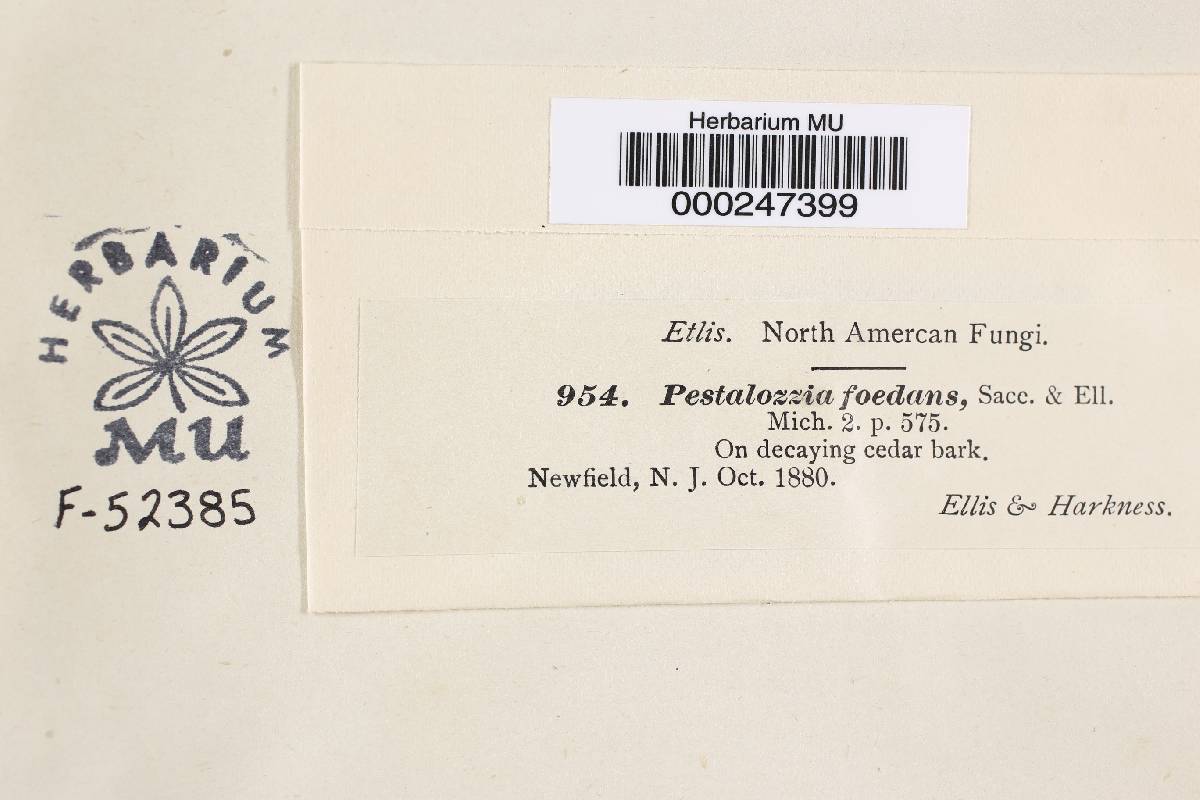 Herbarium MU
000247399
HERBARIUM
MU
F-52385
Etlis. North Amercan Fungi.
954. Pestalozzia foedans, Sacc. & Ell.
Mich. 2. p. 575.
On decaying cedar bark.
Newfield, N. J. Oct. 1880.
Ellis & Harkness.